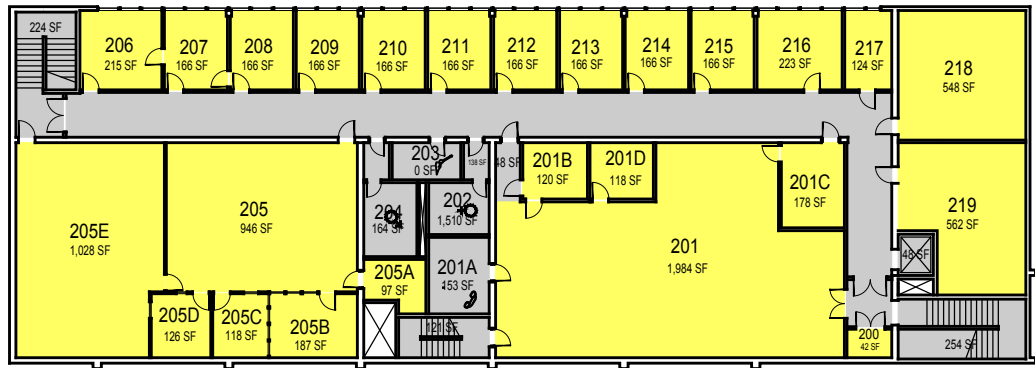 224 SF
206
215 SF
207
166 SF
208
166 SF
209
166 SF
210
166 SF
211
166 SF
212
166 SF
213
166 SF
214
166 SF
215
166 SF
216
223 SF
217
124 SF
218
548 SF
203
0 SF
138 SF
48 SF
201B
120 SF
201D
118 SF
201C
178 SF
205E
1,028 SF
205
946 SF
204
164 SF
202
1,510 SF
201
1,984 SF
219
562 SF
48 SF
205A
97 SF
201A
153 SF
205D
126 SF
205C
118 SF
205B
187 SF
121 SF
200
42 SF
254 SF